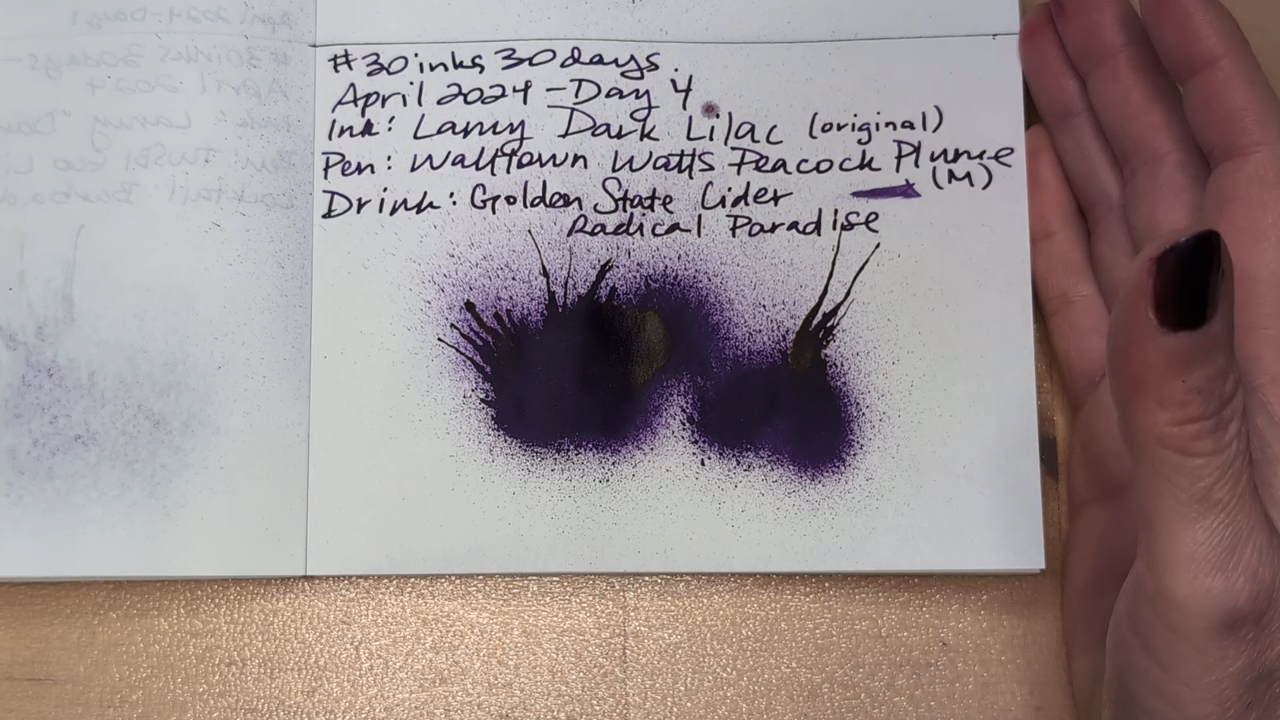 #30inks30days.
April 2024 - Day 4
Ink: Lamy Dark Lilac (original)
Pen: Walltown Watts Peacock Plume
(M)
Drink: Golden State Cider
Radical Paradise